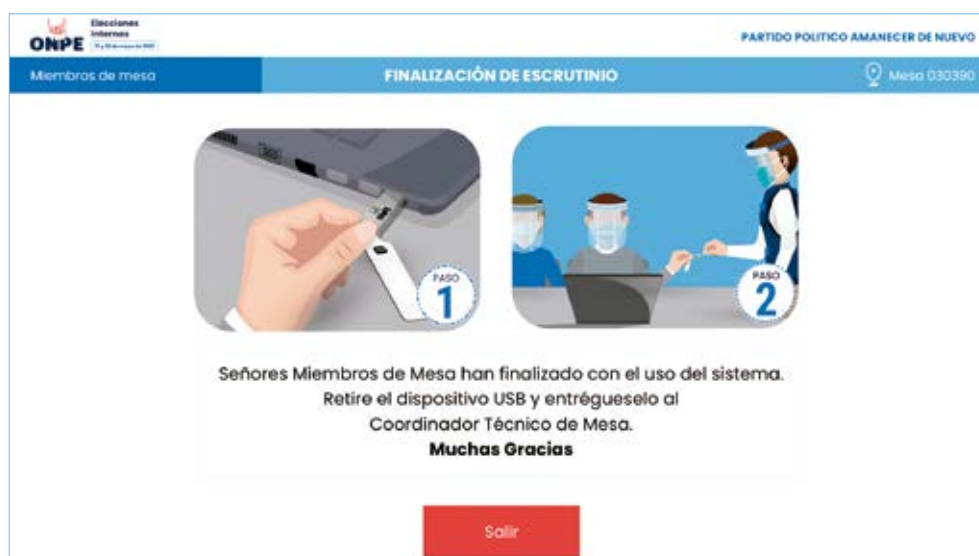 ONPE
Elecciones
Internas
PARTIDO POLITICO AMANECER DE NUEVO
Miembros de mesa
FINALIZACIÓN DE ESCRUTINIO
Mesa 030390
PASO
1
PASO
2
Señores Miembros de Mesa han finalizado con el uso del sistema.
Retire el dispositivo USB y entrégueselo al
Coordinador Técnico de Mesa.
Muchas Gracias
Salir